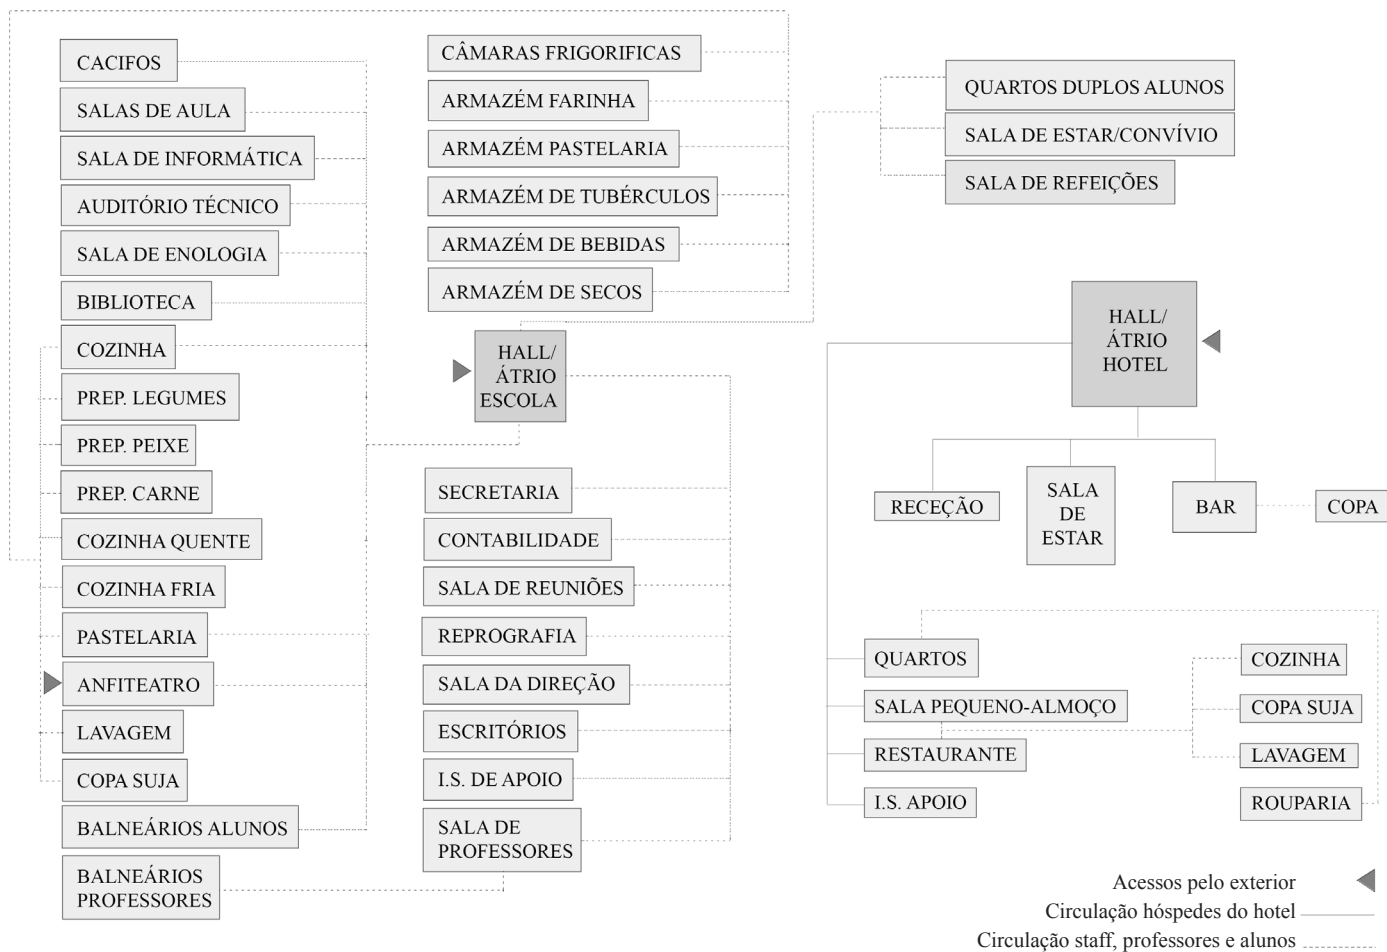 CACIFOS
SALAS DE AULA
SALA DE INFORMÁTICA
AUDITÓRIO TÉCNICO
SALA DE ENOLOGIA
BIBLIOTECA
COZINHA
PREP. LEGUMES
PREP. PEIXE
PREP. CARNE
COZINHA QUENTE
COZINHA FRIA
PASTELARIA
ANFITEATRO
LAVAGEM
COPA SUJA
BALNEÁRIOS ALUNOS
BALNEÁRIOS
PROFESSORES
CÂMARAS FRIGORIFICAS
ARMAZÉM FARINHA
ARMAZÉM PASTELARIA
ARMAZÉM DE TUBÉRCULOS
ARMAZÉM DE BEBIDAS
ARMAZÉM DE SECOS
HALL/
ÁTRIO
ESCOLA
SECRETARIA
CONTABILIDADE
SALA DE REUNIÕES
REPROGRAFIA
SALA DA DIREÇÃO
ESCRITÓRIOS
I.S. DE APOIO
SALA DE
PROFESSORES
QUARTOS DUPLOS ALUNOS
SALA DE ESTAR/CONVÍVIO
SALA DE REFEIÇÕES
HALL/
ÁTRIO
HOTEL
RECEÇÃO
SALA
DE
ESTAR
BAR
COPA
QUARTOS
SALA PEQUENO-ALMOÇO
RESTAURANTE
I.S. APOIO
COZINHA
COPA SUJA
LAVAGEM
ROUPARIA
Acessos pelo exterior
Circulação hóspedes do hotel
Circulação staff, professores e alunos